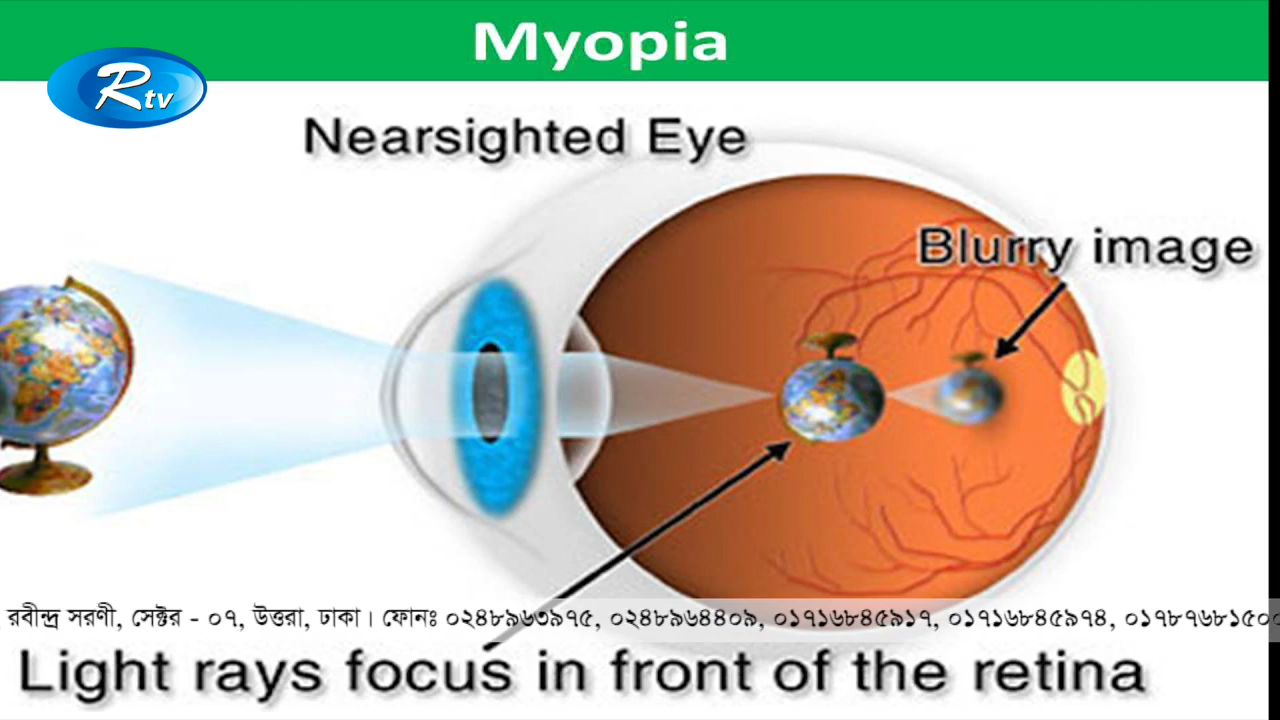 Myopia
Rtv
Nearsighted Eye
Blurry image
রবীন্দ্র সরণী, সেক্টর - ০৭, উত্তরা, ঢাকা। ফোনঃ ০২৪৮৯৬৩৯৭৫, ০২৪৮৯৬৪৪০৯, ০১৭১৬৮৪৫৯১৭, ০১৭১৬৮৪৫৯৭৪, ০১৭৮৭৬৮১৫০০
Light rays focus in front of the retina